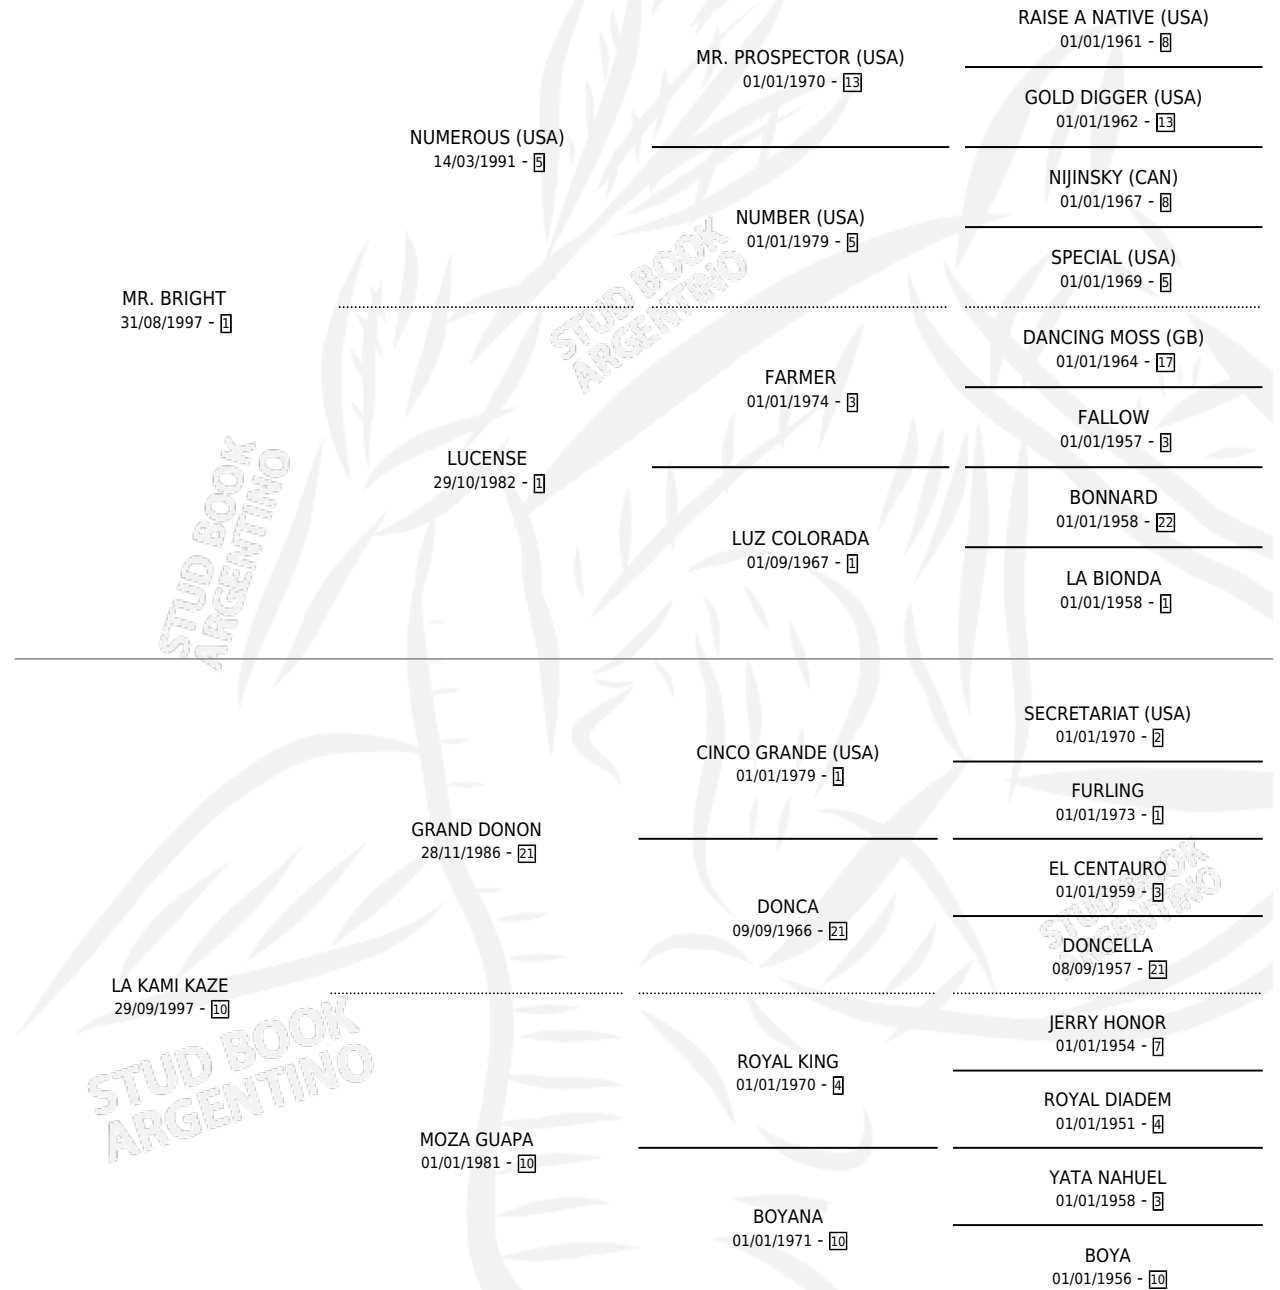 RAISE A NATIVE (USA)
01/01/1961 - 8
MR. PROSPECTOR (USA)
01/01/1970 - 13
GOLD DIGGER (USA)
01/01/1962 - 13
NUMEROUS (USA)
14/03/1991 - 5
NIJINSKY (CAN)
01/01/1967 - 8
NUMBER (USA)
01/01/1979 - 5
SPECIAL (USA)
01/01/1969 - 5
MR. BRIGHT
31/08/1997 - 1
DANCING MOSS (GB)
01/01/1964 - 17
FARMER
01/01/1974 - 3
FALLOW
01/01/1957 - 3
LUCENSE
29/10/1982 - 1
BONNARD
01/01/1958 - 22
LUZ COLORADA
01/09/1967 - 1
LA BIONDA
01/01/1958 - 1
SECRETARIAT (USA)
01/01/1970 - 2
CINCO GRANDE (USA)
01/01/1979 - 1
FURLING
01/01/1973 - 1
GRAND DONON
28/11/1986 - 21
EL CENTAURO
01/01/1959 - 3
DONCA
09/09/1966 - 21
DONCELLA
08/09/1957 - 21
LA KAMI KAZE
29/09/1997 - 10
JERRY HONOR
01/01/1954 - 7
ROYAL KING
01/01/1970 - 4
ROYAL DIADEM
01/01/1951 - 4
MOZA GUAPA
01/01/1981 - 10
YATA NAHUEL
01/01/1958 - 3
BOYANA
01/01/1971 - 10
BOYA
01/01/1956 - 10
STUD BOOK
ARGENTINO
STUD BOOK
ARGENTINO
STUD BOOK
ARGENTINO
STUD BOOK
ARGENTINO